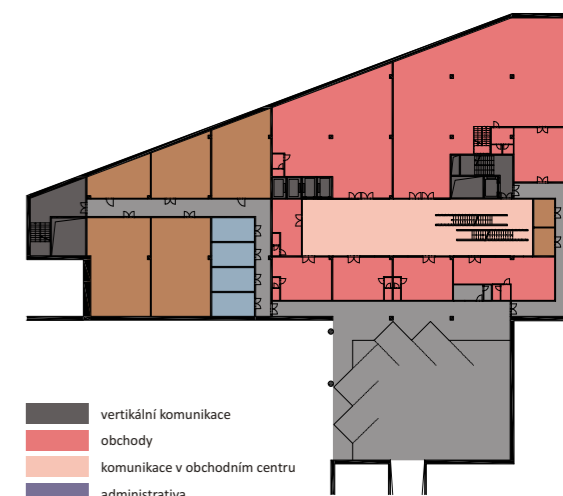 vertikální komunikace
obchody
komunikace v obchodním centru
administrativa